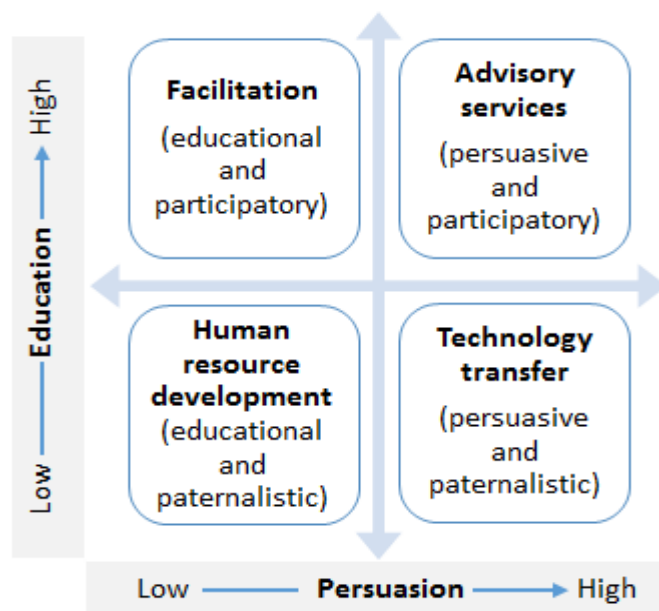 Facilitation
(educational
and
participatory)
Advisory
services
(persuasive
and
participatory)
Human
resource
development
(educational
and
paternalistic)
Technology
transfer
(persuasive
and
paternalistic)
Low Education High
Low Persuasion High